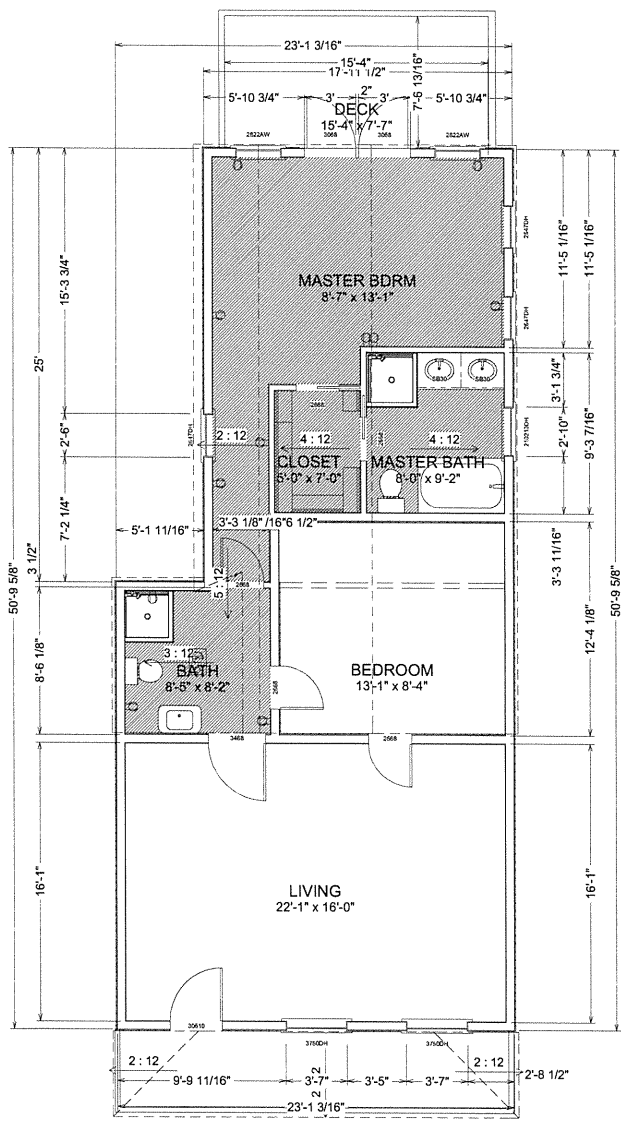 23'-1 3/16"
15'-4"
17'-11 1/2"
7'-6 13/16"
2"
5'-10 3/4"
3'
3'
5'-10 3/4"
DECK
15'-4" x 7'-7"
2822AW
3068
3068
2822AW
2647DH
11'-5 1/16"
11'-5 1/16"
15'-3 3/4"
MASTER BDRM
8'-7" x 13'-1"
2647DH
25'
SB30
SB30
3'-1 3/4"
2668
2'-6"
2647DH
2 : 12
4 : 12
2668
4 : 12
2'-10"
9'-3 7/16"
CLOSET
5'-0" x 7'-0"
MASTER BATH
8'-0" x 9'-2"
7'-2 1/4"
5'-1 11/16"
3'-3 1/8"
/16"6 1/2"
3'-3 11/16"
3 1/2"
5 : 12
2668
50'-9 5/8"
50'-9 5/8"
12'-4 1/8"
8'-6 1/8"
3 : 12
BATH
8'-5" x 8'-2"
BEDROOM
13'-1" x 8'-4"
2668
3468
2668
16'-1"
16'-1"
LIVING
22'-1" x 16'-0"
30610
3750DH
3750DH
2 : 12
2 : 12
9'-9 11/16"
3'-7"
3'-5"
3'-7"
2'-8 1/2"
23'-1 3/16"